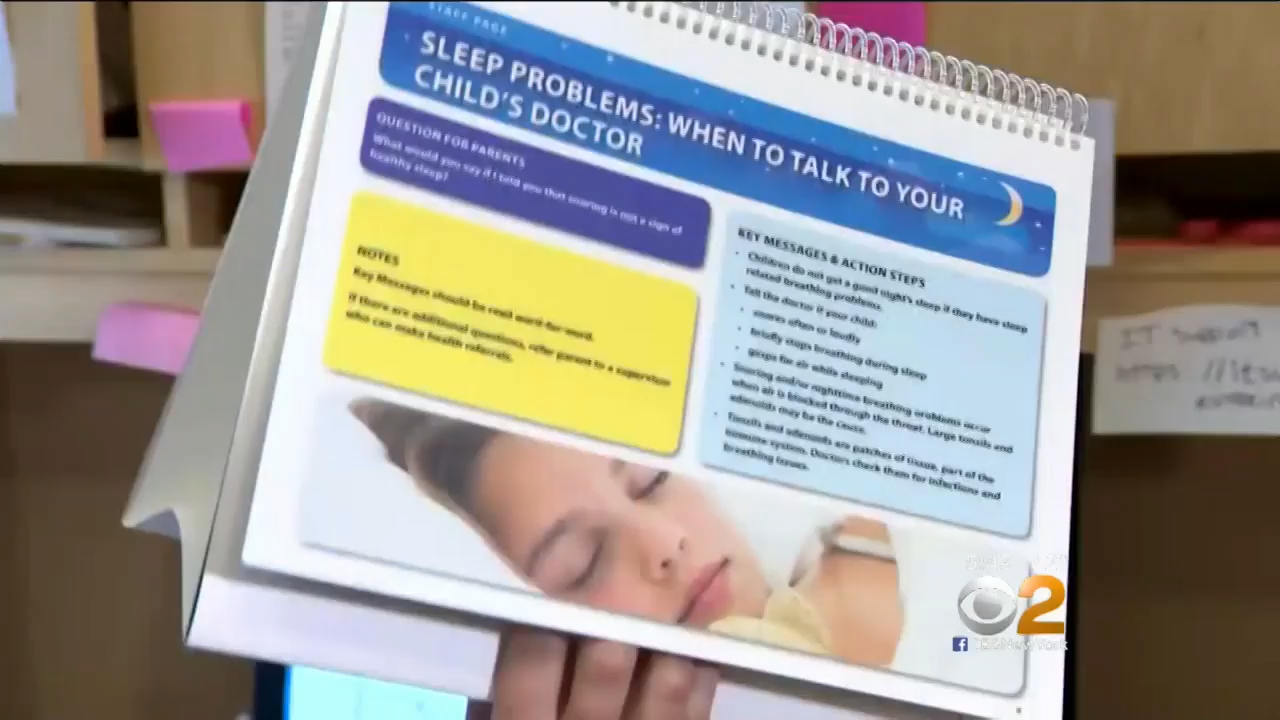 STAFF PAGE
SLEEP PROBLEMS: WHEN TO TALK TO YOUR
CHILD'S DOCTOR
QUESTION FOR PARENTS
What would you say if I told you that snoring is not a sign of
healthy sleep?
NOTES
Key Messages should be read word-for-word.
If there are additional questions, refer parent to a supervisor
who can make health referrals.
KEY MESSAGES & ACTION STEPS
• Children do not get a good night's sleep if they have sleep
related breathing problems.
• Tell the doctor if your child:
• snores often or loudly
• briefly stops breathing during sleep
• gasps for air while sleeping
• Snoring and/or nighttime breathing problems occur
when air is blocked through the throat. Large tonsils and
adenoids may be the cause.
• Tonsils and adenoids are patches of tissue, part of the
immune system. Doctors check them for infections and
breathing issues.
IT Support
https://
2
CBSNewYork